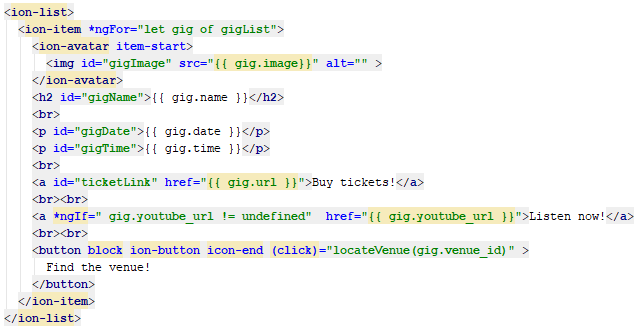 <ion-list>
<ion-item *ngFor="let gig of gigList">
<ion-avatar item-start>
<img id="gigImage" src="{{ gig.image}}" alt="" >
</ion-avatar>
<h2 id="gigName">{{ gig.name }}</h2>
<br>
<p id="gigDate">{{ gig.date }}</p>
<p id="gigTime">{{ gig.time }}</p>
<br>
<a id="ticketLink" href="{{ gig.url }}">Buy tickets!</a>
<br><br>
<a *ngIf=" gig.youtube_url != undefined"  href="{{ gig.youtube_url }}">Listen now!</a>
<br><br>
<button block ion-button icon-end (click)="locateVenue(gig.venue_id)" >
Find the venue!
</button>
</ion-item>
</ion-list>